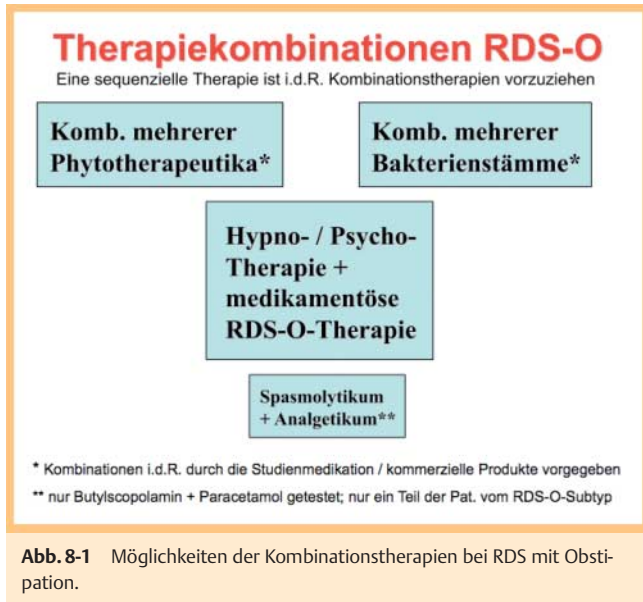 Therapiekombinationen RDS-O
Eine sequenzielle Therapie ist i.d.R. Kombinationstherapien vorzuziehen
Komb. mehrerer
Phytotherapeutika*
Komb. mehrerer
Bakterienstämme*
Hypno- / Psycho-
Therapie +
medikamentöse
RDS-O-Therapie
Spasmolytikum
+ Analgetikum**
* Kombinationen i.d.R. durch die Studienmedikation / kommerzielle Produkte vorgegeben
** nur Butylscopolamin + Paracetamol getestet; nur ein Teil der Pat. vom RDS-O-Subtyp
Abb. 8-1 Möglichkeiten der Kombinationstherapien bei RDS mit Obsti-
pation.